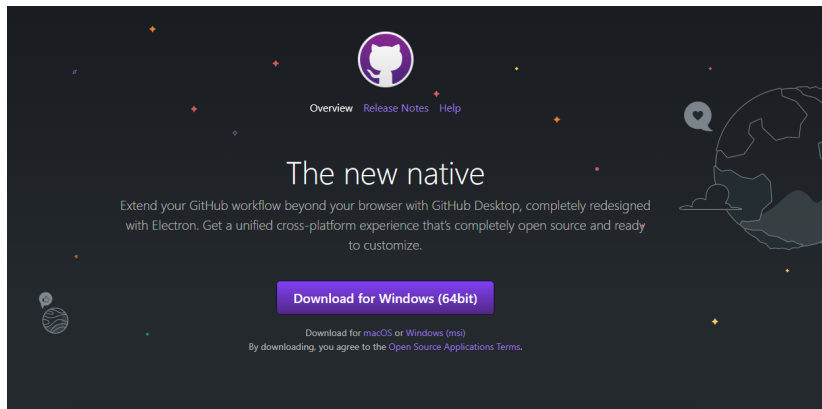 Overview Release Notes Help
The new native
Extend your GitHub workflow beyond your browser with GitHub Desktop, completely redesigned
with Electron. Get a unified cross-platform experience that's completely open source and ready
to customize.
Download for Windows (64bit)
Download for macOS or Windows (msi)
By downloading, you agree to the Open Source Applications Terms.